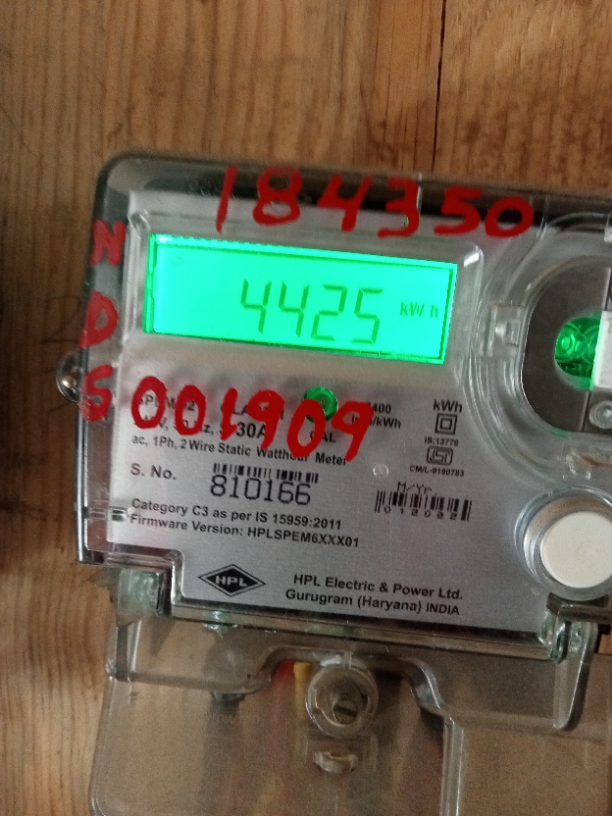 184350
N
D
S
4425 kWh
001909
kWh
IS:13779
CM/L-9190783
ac, 1Ph, 2 Wire Static Watthour Meter
S. No.
810166
M/Yr.
012022
Category C3 as per IS 15959:2011
Firmware Version: HPLSPEM6XXX01
HPL
HPL Electric & Power Ltd.
Gurugram (Haryana) INDIA